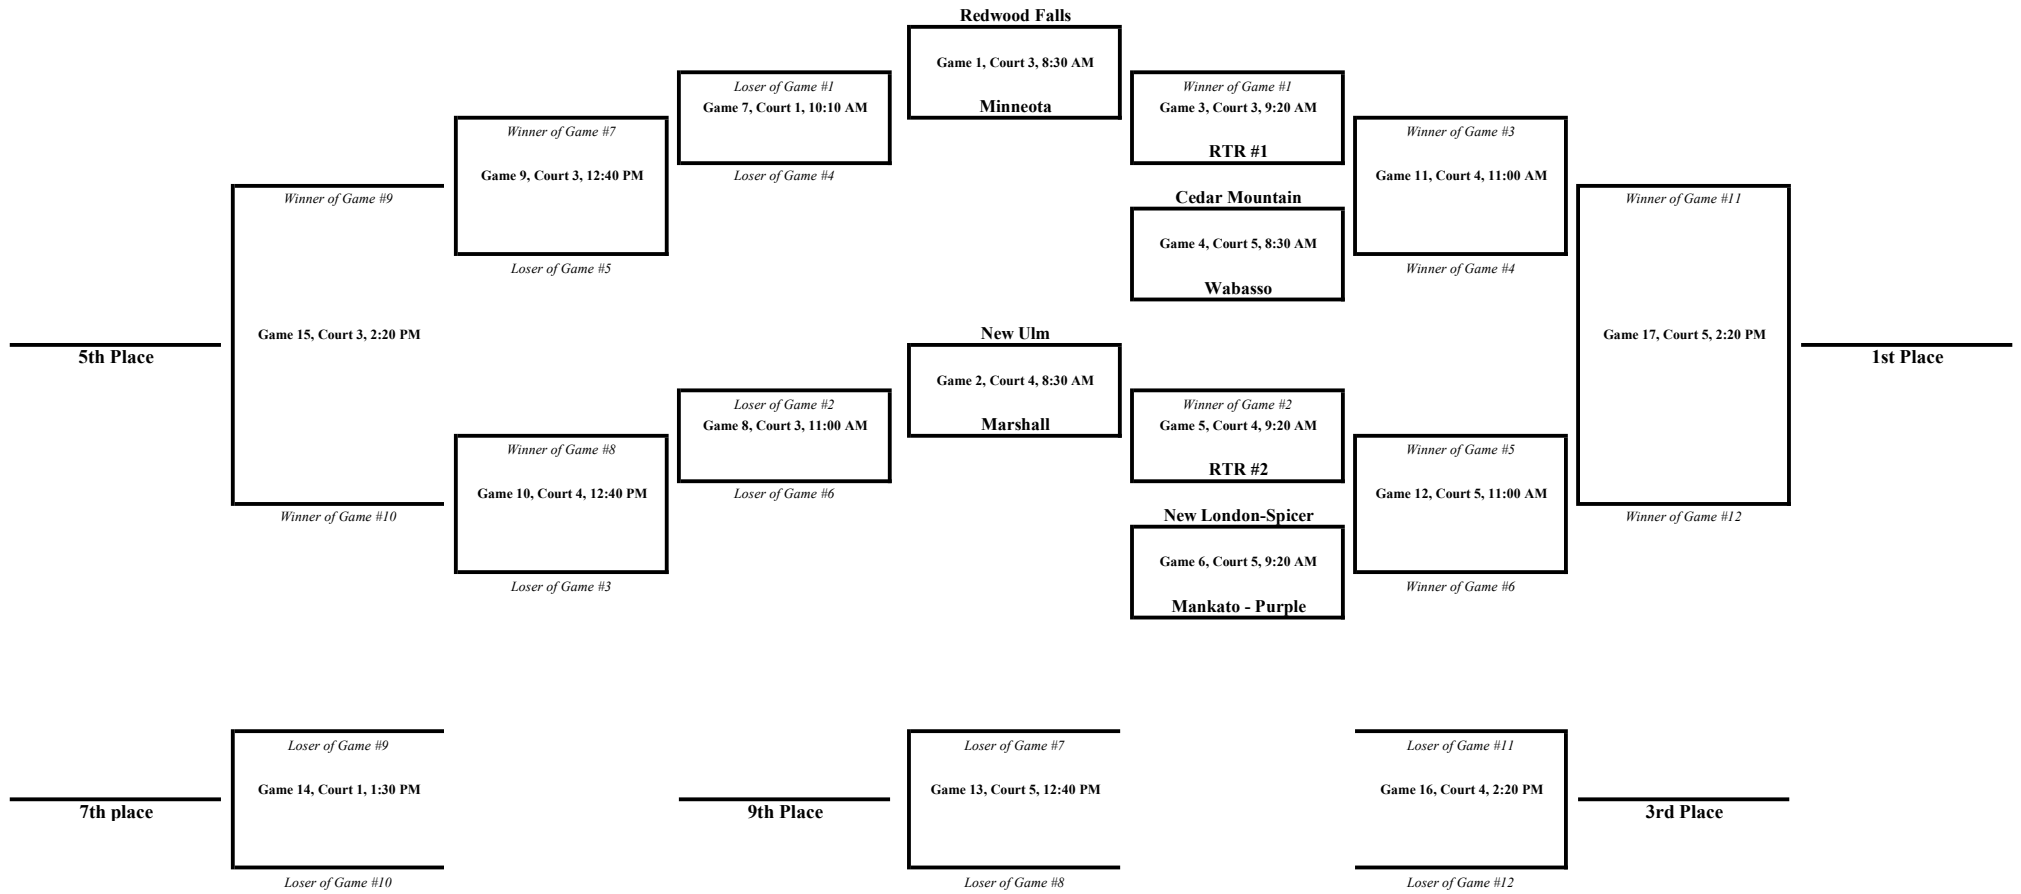 Redwood Falls
Game 1, Court 3, 8:30 AM
Loser of Game #1
Winner of Game #1
Game 7, Court 1, 10:10 AM
Minneota
Game 3, Court 3, 9:20 AM
Winner of Game #7
Winner of Game #3
RTR #1
Game 9, Court 3, 12:40 PM
Loser of Game #4
Game 11, Court 4, 11:00 AM
Winner of Game #9
Cedar Mountain
Winner of Game #11
Game 4, Court 5, 8:30 AM
Loser of Game #5
Winner of Game #4
Wabasso
Game 15, Court 3, 2:20 PM
New Ulm
Game 17, Court 5, 2:20 PM
5th Place
1st Place
Game 2, Court 4, 8:30 AM
Loser of Game #2
Winner of Game #2
Game 8, Court 3, 11:00 AM
Marshall
Game 5, Court 4, 9:20 AM
Winner of Game #8
Winner of Game #5
RTR #2
Game 10, Court 4, 12:40 PM
Loser of Game #6
Game 12, Court 5, 11:00 AM
Winner of Game #10
New London-Spicer
Winner of Game #12
Game 6, Court 5, 9:20 AM
Loser of Game #3
Winner of Game #6
Mankato - Purple
Loser of Game #9
Loser of Game #7
Loser of Game #11
Game 14, Court 1, 1:30 PM
Game 13, Court 5, 12:40 PM
Game 16, Court 4, 2:20 PM
7th place
9th Place
3rd Place
Loser of Game #10
Loser of Game #8
Loser of Game #12